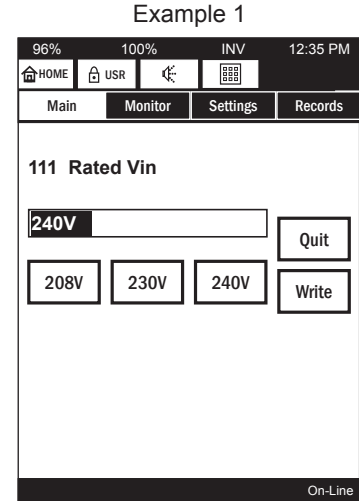 Example 1
96% 100% INV 12:35 PM
HOME USR
Main Monitor Settings Records
111 Rated Vin
240V
Quit
208V 230V 240V
Write
On-Line